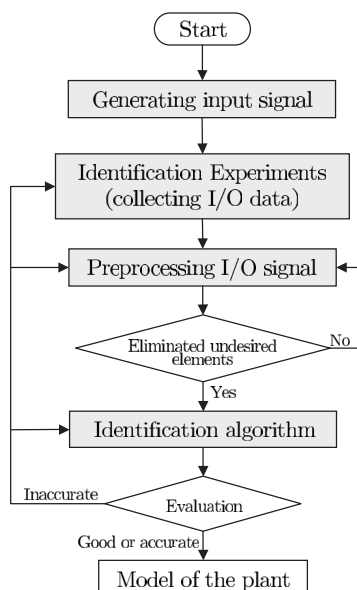 Start
Generating input signal
Identification Experiments
(collecting I/O data)
Preprocessing I/O signal
Eliminated undesired
elements
No
Yes
Identification algorithm
Inaccurate
Evaluation
Good or accurate
Model of the plant